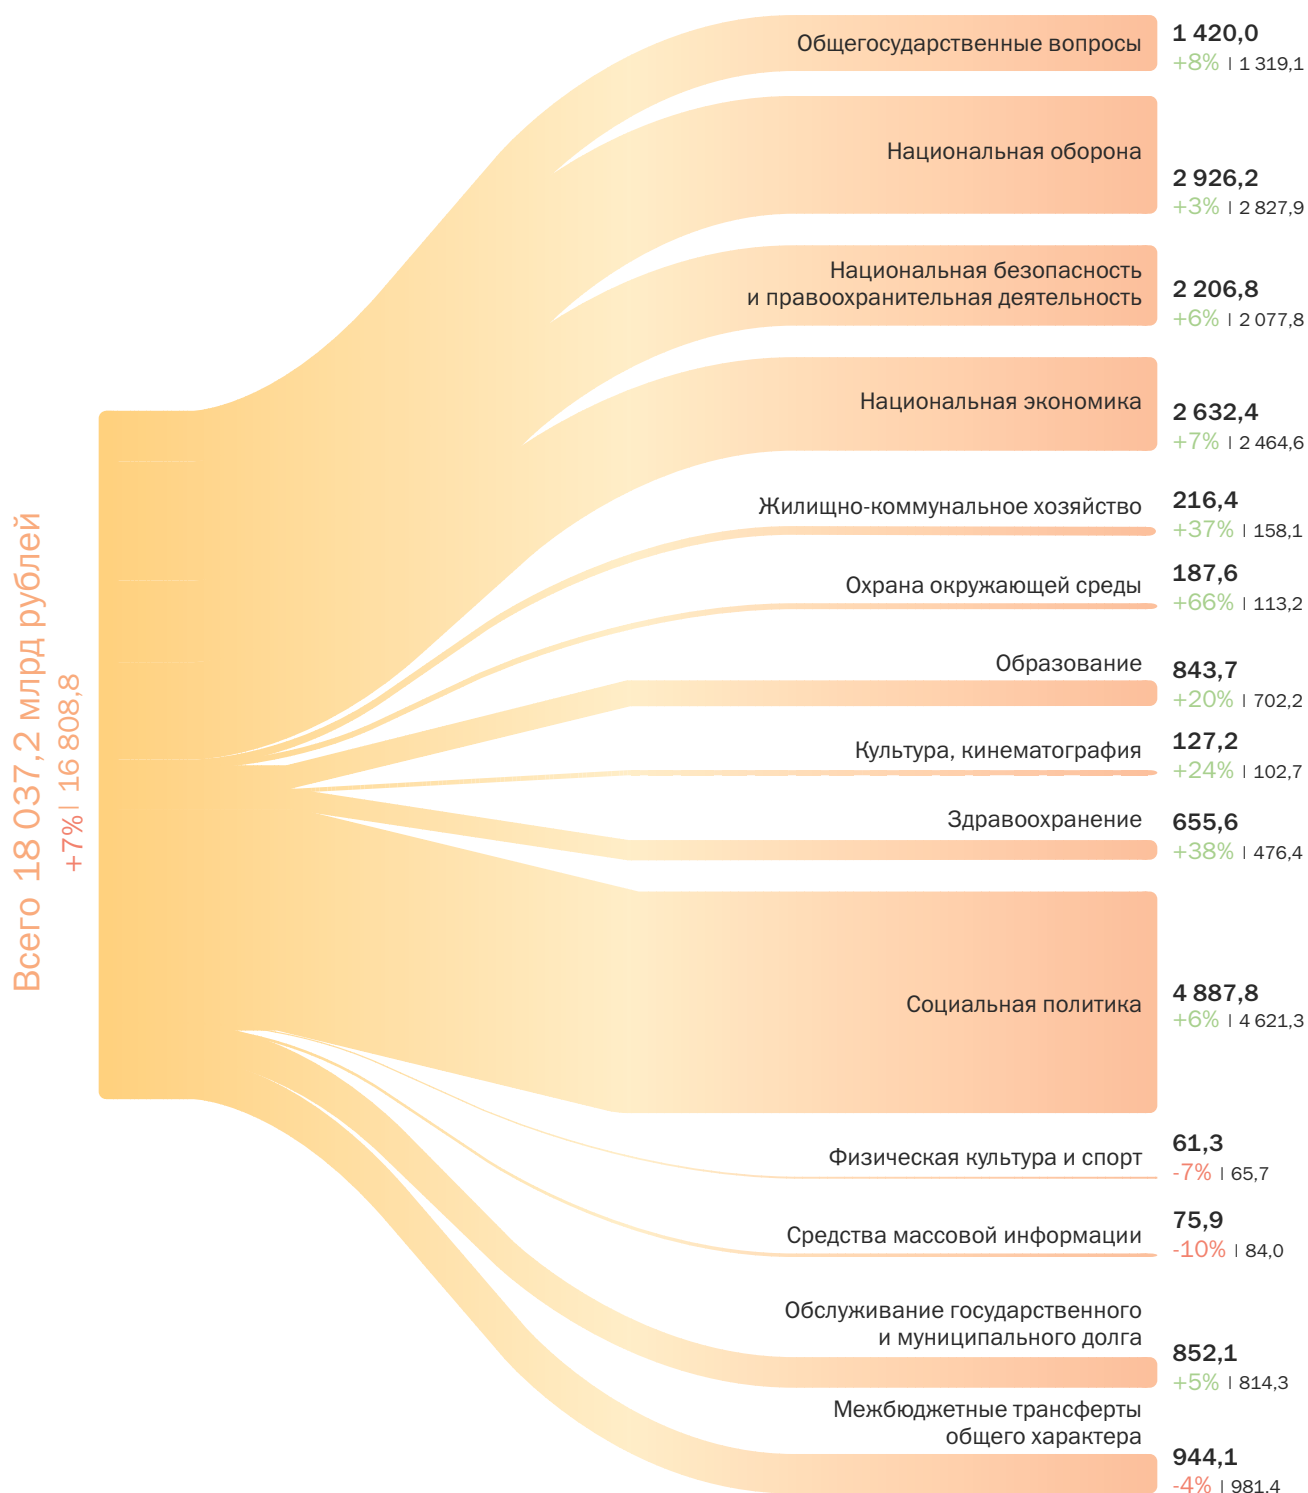 Всего 18 037,2 млрд рублей
+7% | 16 808,8
Общегосударственные вопросы
1 420,0
+8% | 1 319,1
Национальная оборона
2 926,2
+3% | 2 827,9
Национальная безопасность
и правоохранительная деятельность
2 206,8
+6% | 2 077,8
Национальная экономика
2 632,4
+7% | 2 464,6
Жилищно-коммунальное хозяйство
216,4
+37% | 158,1
Охрана окружающей среды
187,6
+66% | 113,2
Образование
843,7
+20% | 702,2
Культура, кинематография
127,2
+24% | 102,7
Здравоохранение
655,6
+38% | 476,4
Социальная политика
4 887,8
+6% | 4 621,3
Физическая культура и спорт
61,3
-7% | 65,7
Средства массовой информации
75,9
-10% | 84,0
Обслуживание государственного
и муниципального долга
852,1
+5% | 814,3
Межбюджетные трансферты
общего характера
944,1
-4% | 981,4